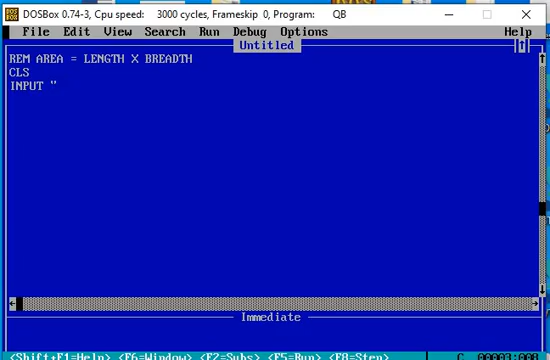 DOSBox 0.74-3, Cpu speed: 3000 cycles, Frameskip 0, Program: QB
File Edit View Search Run Debug Options Help
Untitled
REM AREA = LENGTH X BREADTH
CLS
INPUT "
Immediate
<Shift+F1=Help> <F6=Window> <F2=Subs> <F5=Run> <F8=Step>